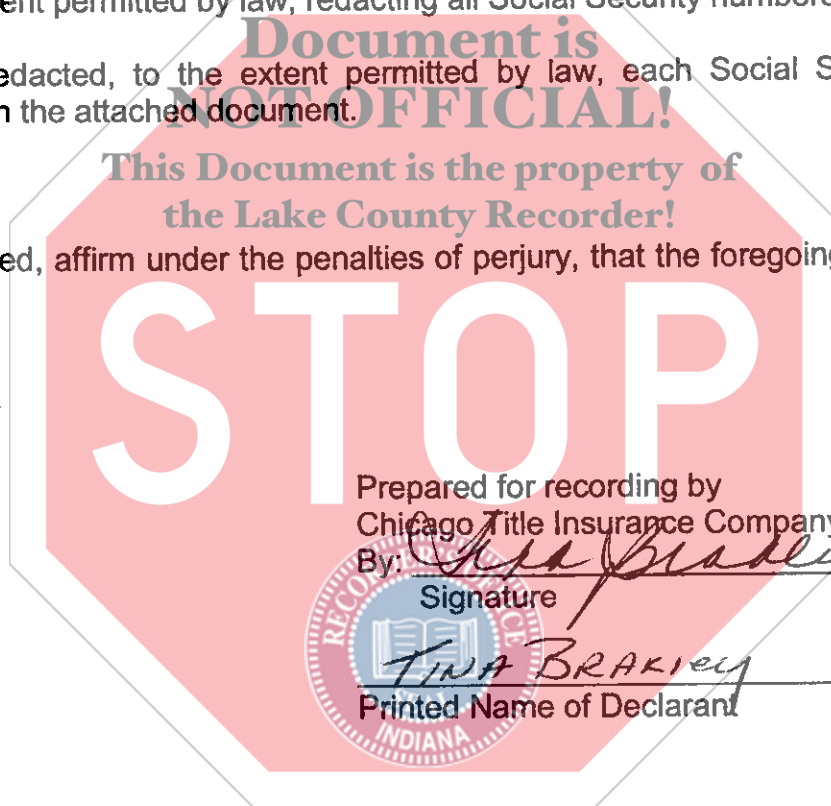 ent permitted by law, redacting all Social Security numbers
Document is
edacted, to the extent permitted by law, each Social S
NOT OFFICIAL!
n the attached document.
This Document is the property of
the Lake County Recorder!
ed, affirm under the penalties of perjury, that the foregoing
STOP
Prepared for recording by
Chicago Title Insurance Company
By:
Signature
RECORDER'S OFFICE
TINA BRAKLEY
Printed Name of Declarant
SEAL
INDIANA